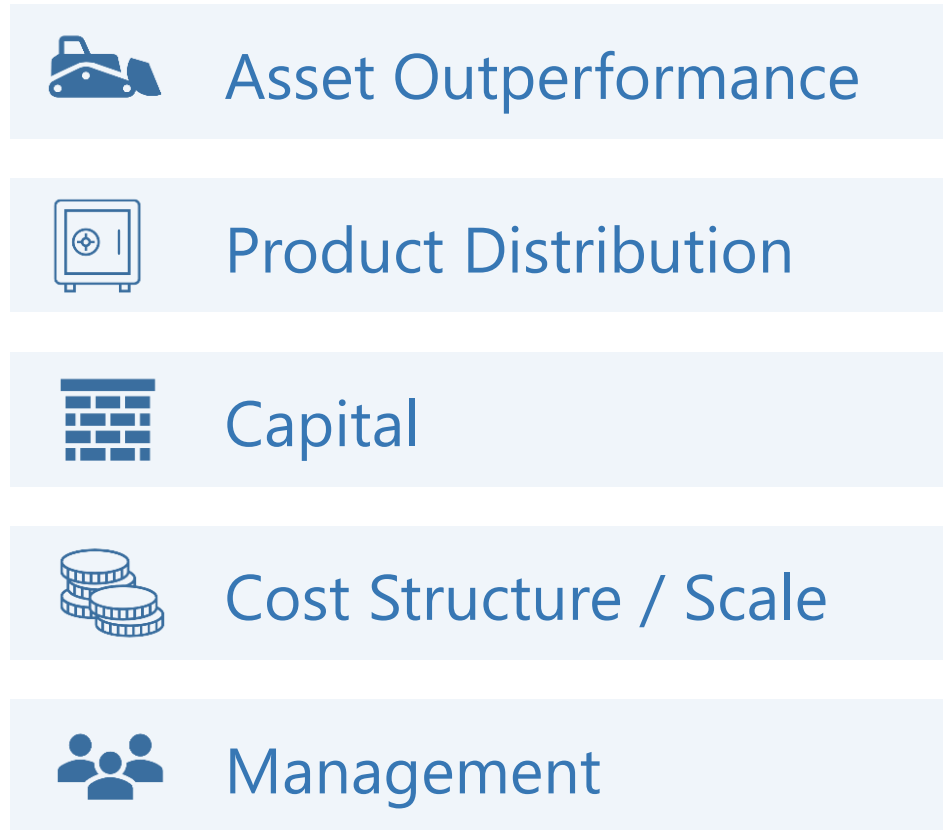 Asset Outperformance
Product Distribution
Capital
Cost Structure / Scale
Management